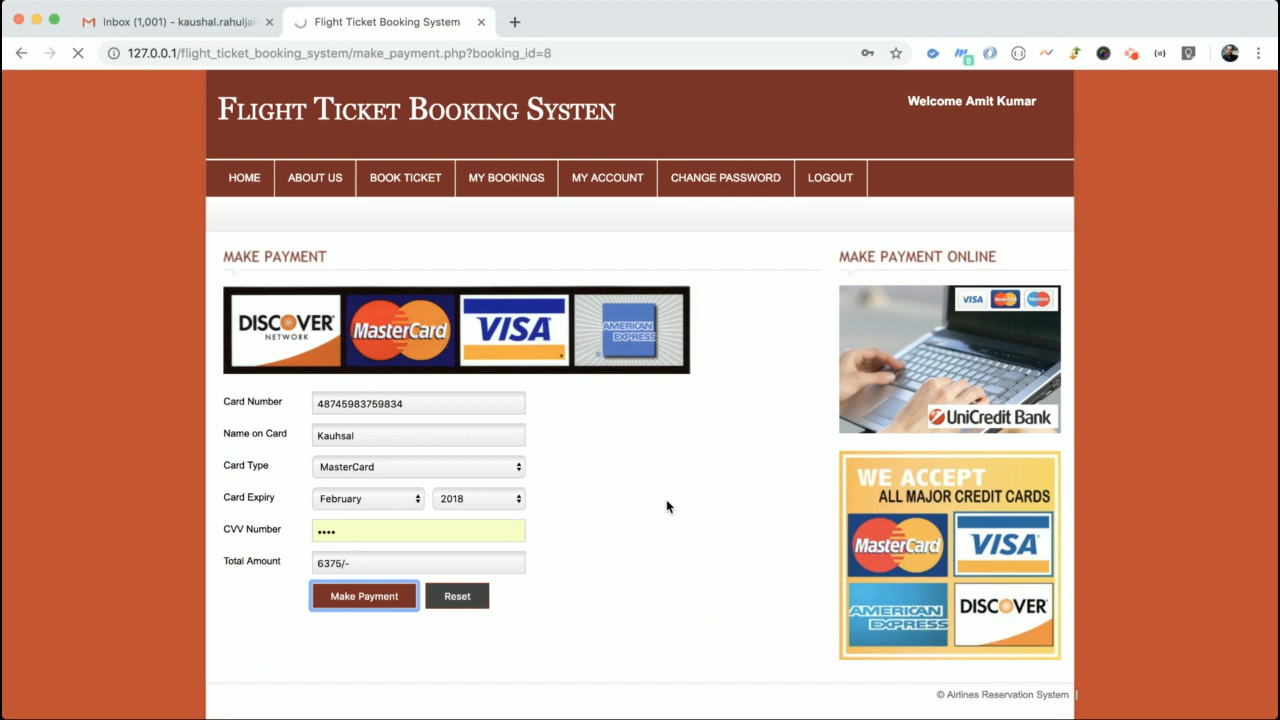 Inbox (1,001) - kaushal.rahuljai
Flight Ticket Booking System
127.0.0.1/flight_ticket_booking_system/make_payment.php?booking_id=8
8
FLIGHT TICKET BOOKING SYSTEN
Welcome Amit Kumar
HOME
ABOUT US
BOOK TICKET
MY BOOKINGS
MY ACCOUNT
CHANGE PASSWORD
LOGOUT
MAKE PAYMENT
DISCOVER
NETWORK
MasterCard
VISA
AMERICAN
EXPRESS
Card Number
48745983759834
Name on Card
Kauhsal
Card Type
MasterCard
Card Expiry
February
2018
CVV Number
••••
Total Amount
6375/-
Make Payment
Reset
MAKE PAYMENT ONLINE
VISA
MasterCard
Maestro
UniCredit Bank
WE ACCEPT
ALL MAJOR CREDIT CARDS
MasterCard
VISA
AMERICAN
EXPRESS
DISCOVER
© Airlines Reservation System |